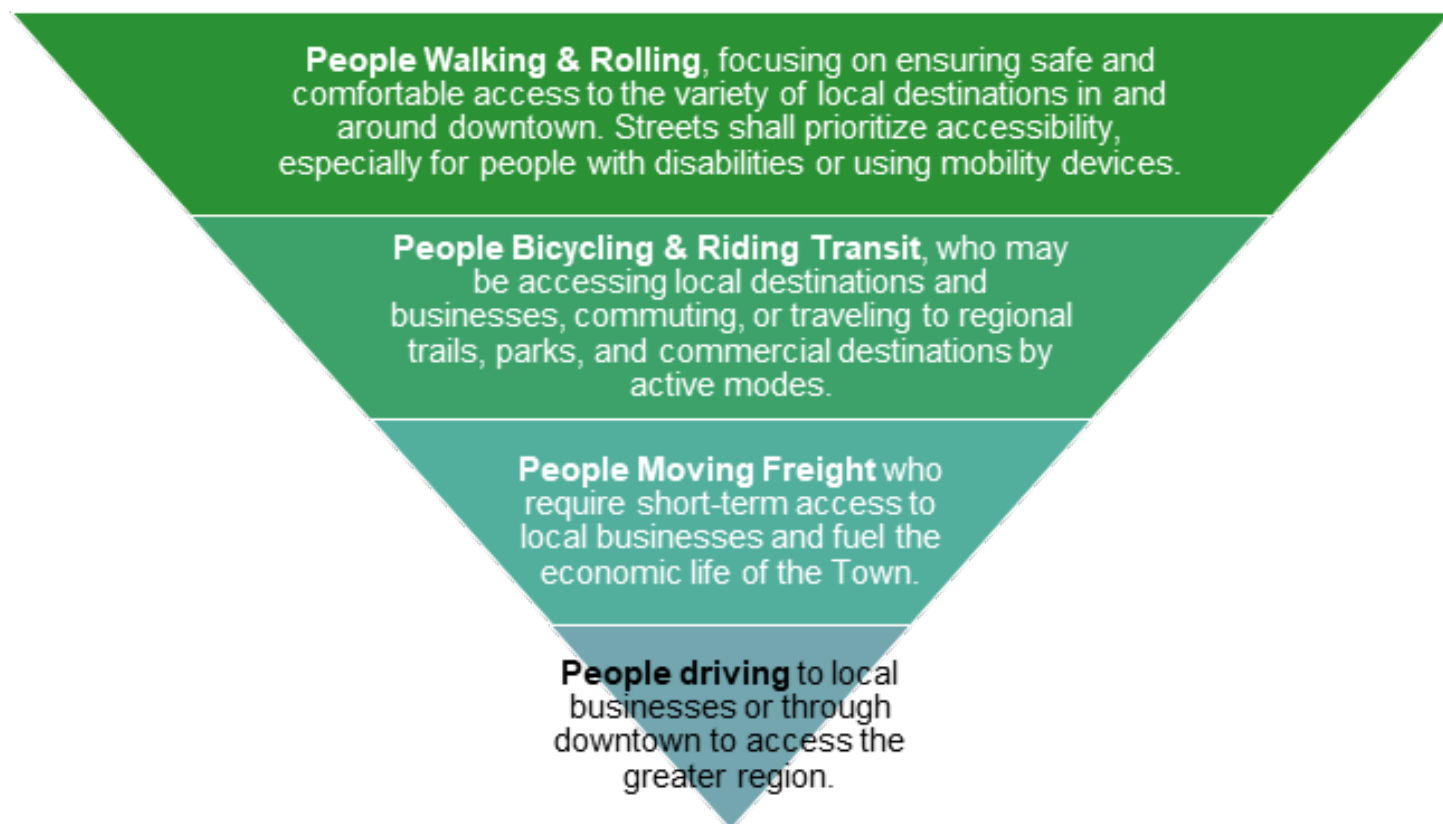 People Walking & Rolling, focusing on ensuring safe and
comfortable access to the variety of local destinations in and
around downtown. Streets shall prioritize accessibility,
especially for people with disabilities or using mobility devices.
People Bicycling & Riding Transit, who may
be accessing local destinations and
businesses, commuting, or traveling to regional
trails, parks, and commercial destinations by
active modes.
People Moving Freight who
require short-term access to
local businesses and fuel the
economic life of the Town.
People driving to local
businesses or through
downtown to access the
greater region.